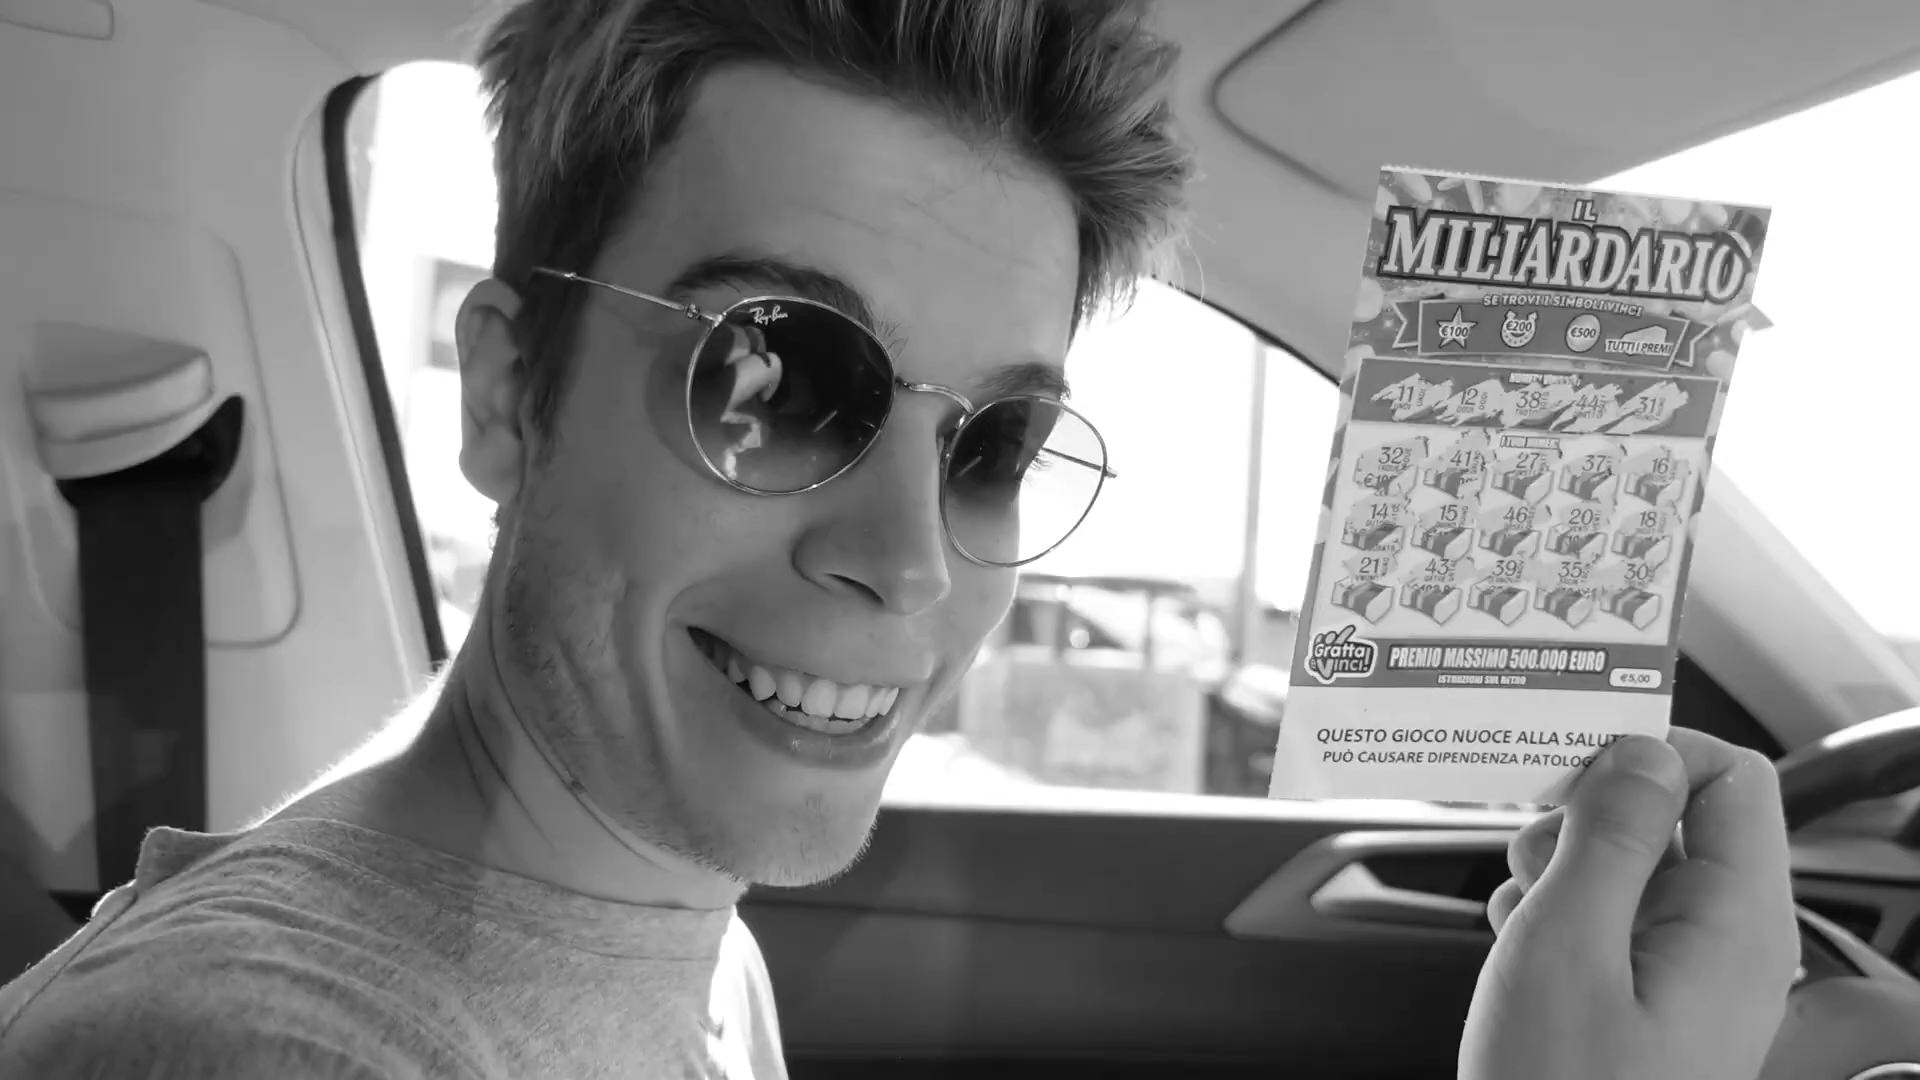 Ray-Ban
IL
MILIARDARIO
SE TROVI I SIMBOLI VINCI
€100 €200 €500 TUTTI I PREMI
11 12 38 44 31
I TUOI NUMERI
32 41 27 37 16
14 15 46 20 18
21 43 39 35 30
Gratta e Vinci!
PREMIO MASSIMO 500.000 EURO
ISTRUZIONI SUL RETRO
€5,00
QUESTO GIOCO NUOCE ALLA SALUTE
PUÒ CAUSARE DIPENDENZA PATOLOG